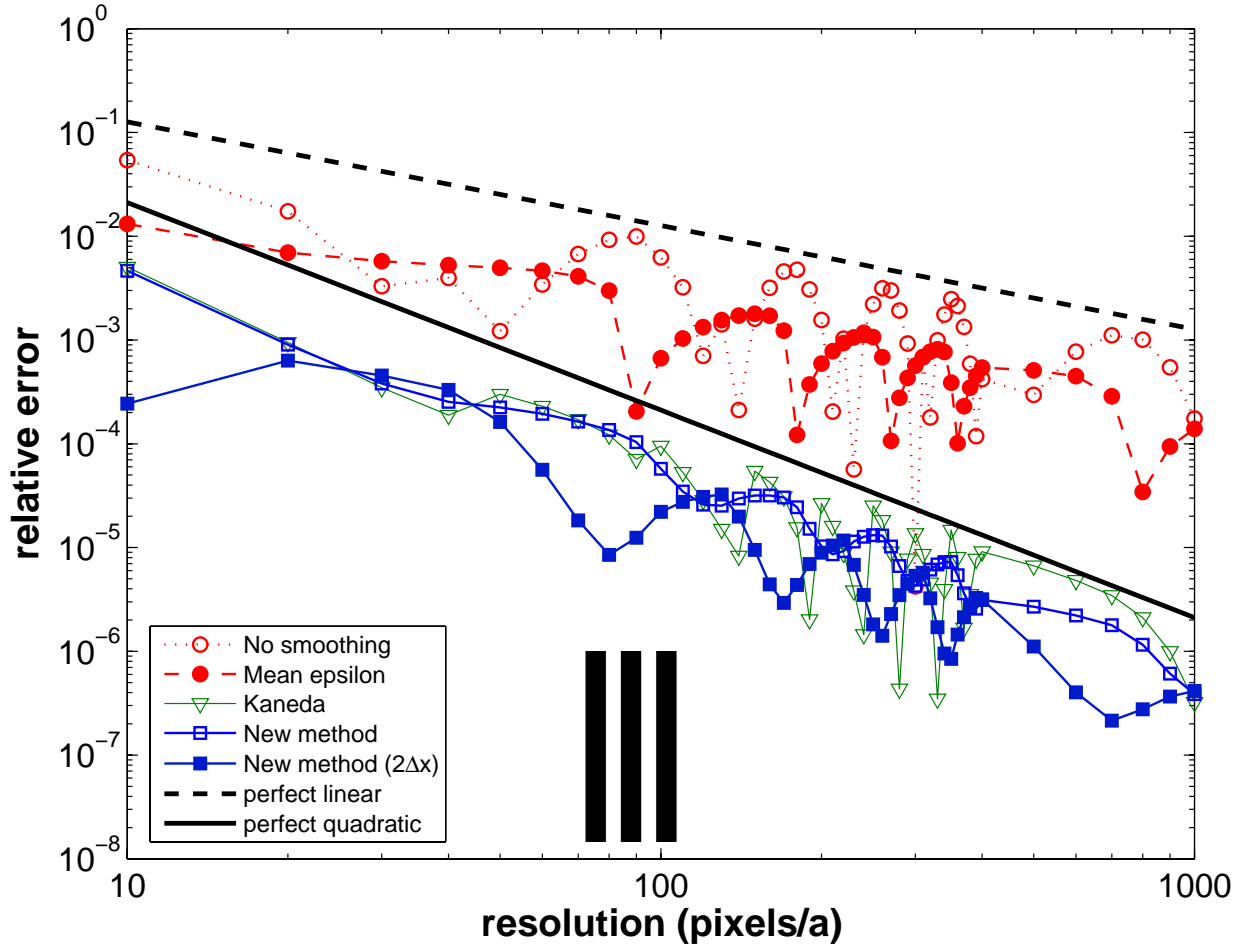 10^0
10^−1
10^−2
10^−3
10^−4
10^−5
10^−6
10^−7
10^−8
relative error
No smoothing
Mean epsilon
Kaneda
New method
New method (2Δx)
perfect linear
perfect quadratic
10
100
1000
resolution (pixels/a)